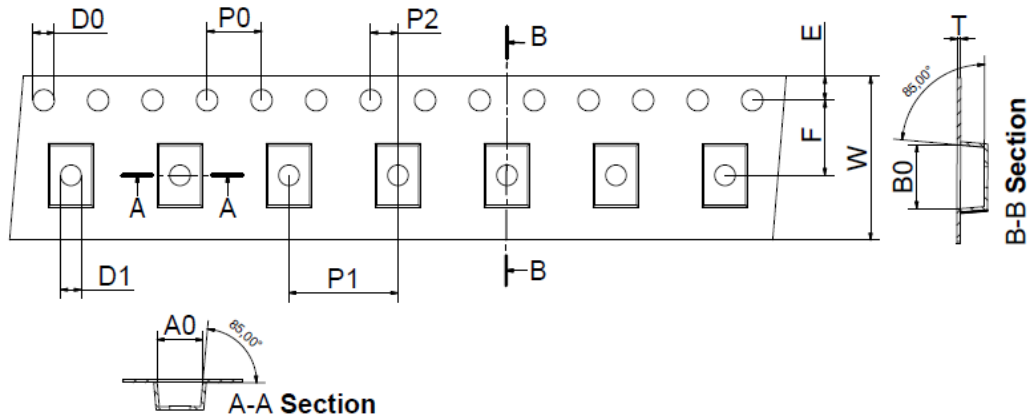 D0
P0
P2
B
E
T
85,00°
F
W
B0
B-B Section
A
A
D1
P1
B
A0
85,00°
A-A Section